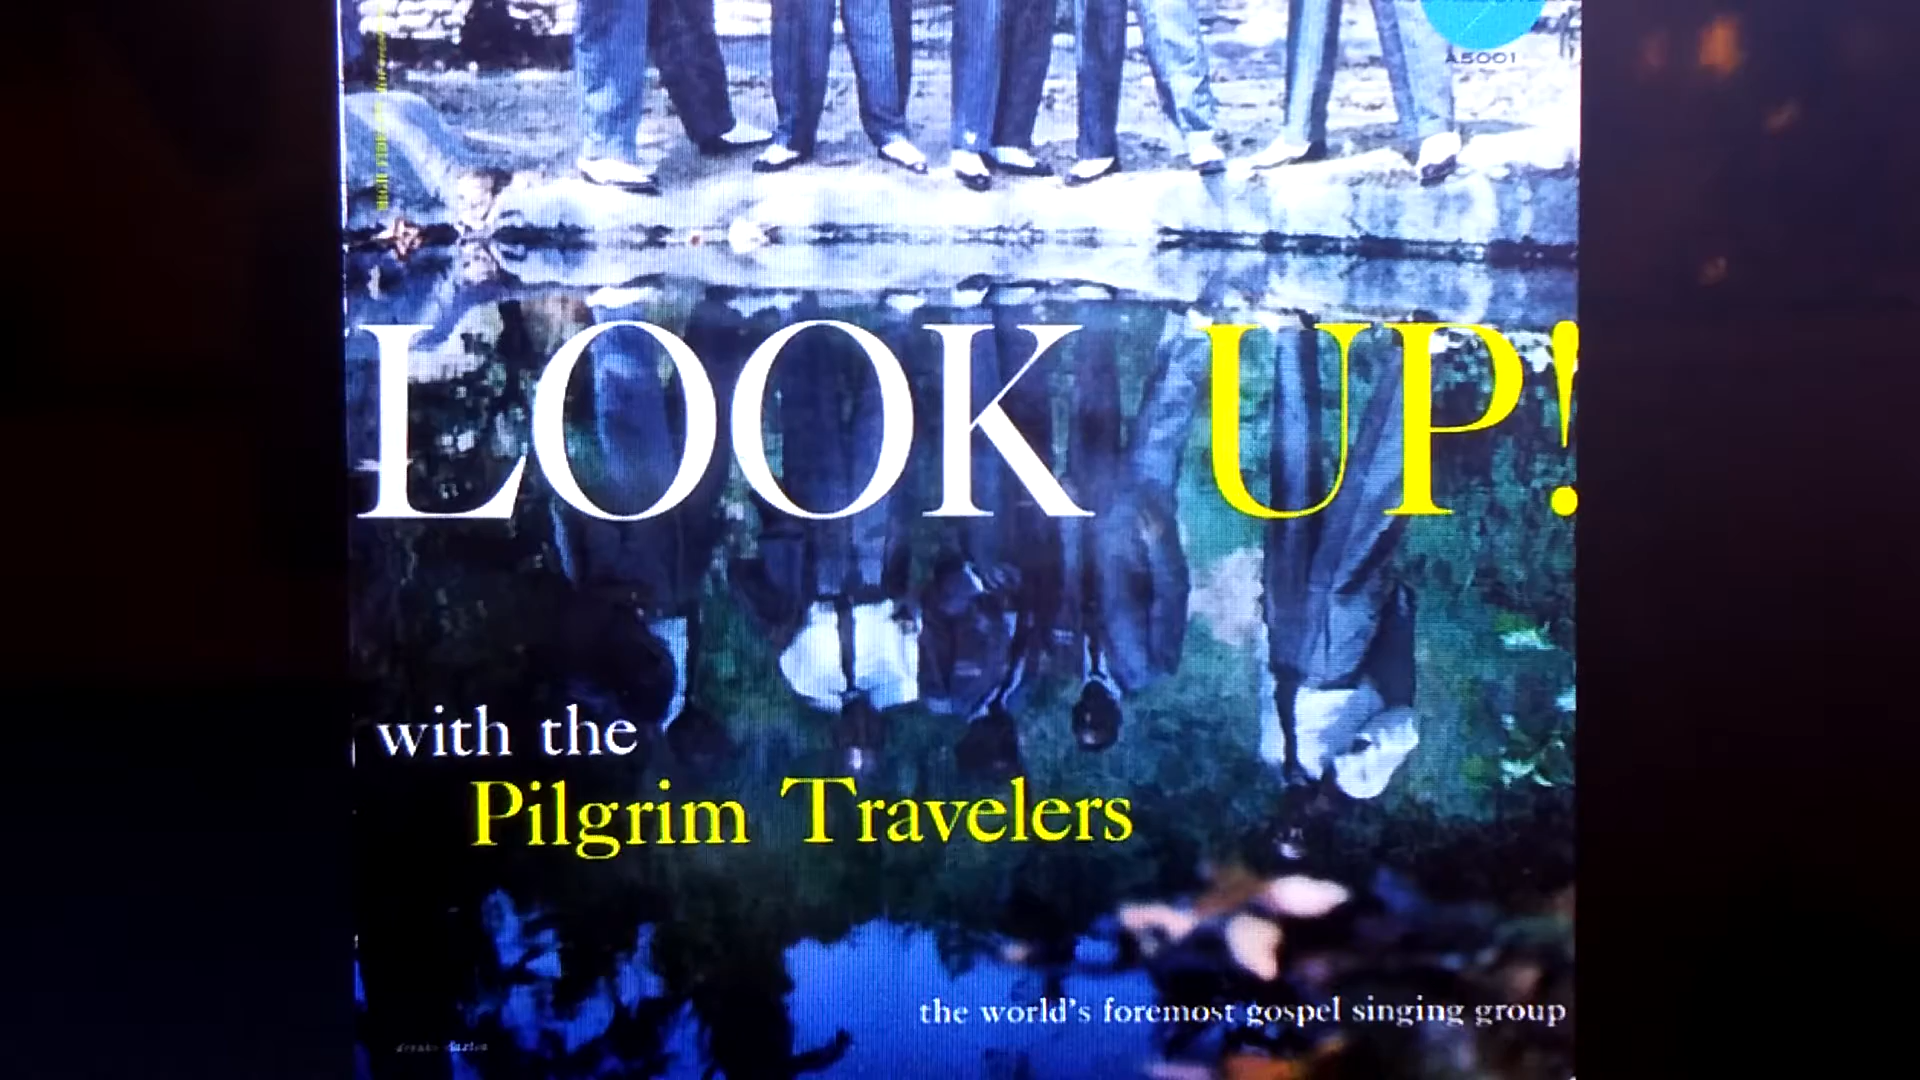 A5001
LOOK UP!
with the
Pilgrim Travelers
the world's foremost gospel singing group